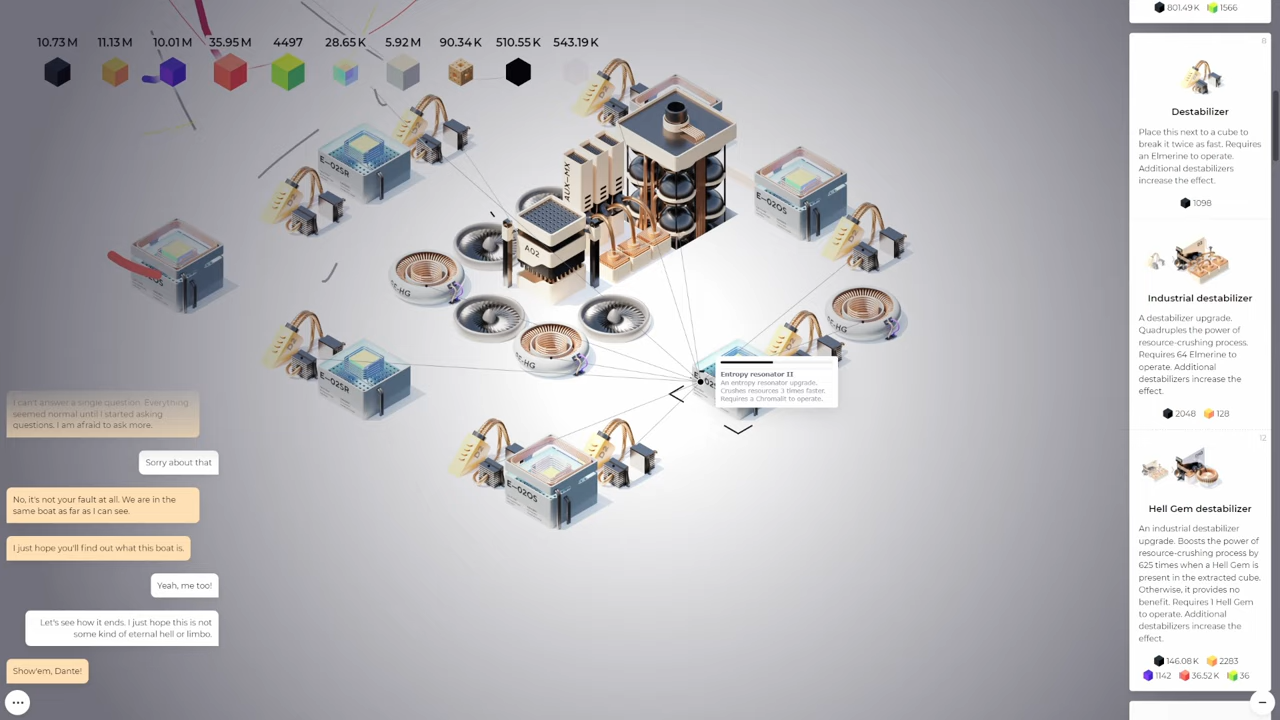 10.73 M 11.13 M 10.01 M 35.95 M 4497 28.65 K 5.92 M 90.34 K 510.55 K 543.19 K
I can't answer a single question. Everything
seemed normal until I started asking
questions. I am afraid to ask more.
Sorry about that
No, it's not your fault at all. We are in the
same boat as far as I can see.
I just hope you'll find out what this boat is.
Yeah, me too!
Let's see how it ends. I just hope this is not
some kind of eternal hell or limbo.
Show'em, Dante!
AUX-MX
A02
E-02SR
E-02OS
E-02OS
Entropy resonator II
An entropy resonator upgrade.
Crushes resources 3 times faster.
Requires a Chromalit to operate.
801.49 K 1566
8
Destabilizer
Place this next to a cube to
break it twice as fast. Requires
an Elmerine to operate.
Additional destabilizers
increase the effect.
1098
Industrial destabilizer
A destabilizer upgrade.
Quadruples the power of
resource-crushing process.
Requires 64 Elmerine to
operate. Additional
destabilizers increase the
effect.
2048 128
12
Hell Gem destabilizer
An industrial destabilizer
upgrade. Boosts the power of
resource-crushing process by
625 times when a Hell Gem is
present in the extracted cube.
Otherwise, it provides no
benefit. Requires 1 Hell Gem
to operate. Additional
destabilizers increase the
effect.
146.08 K 2283
1142 36.52 K 36